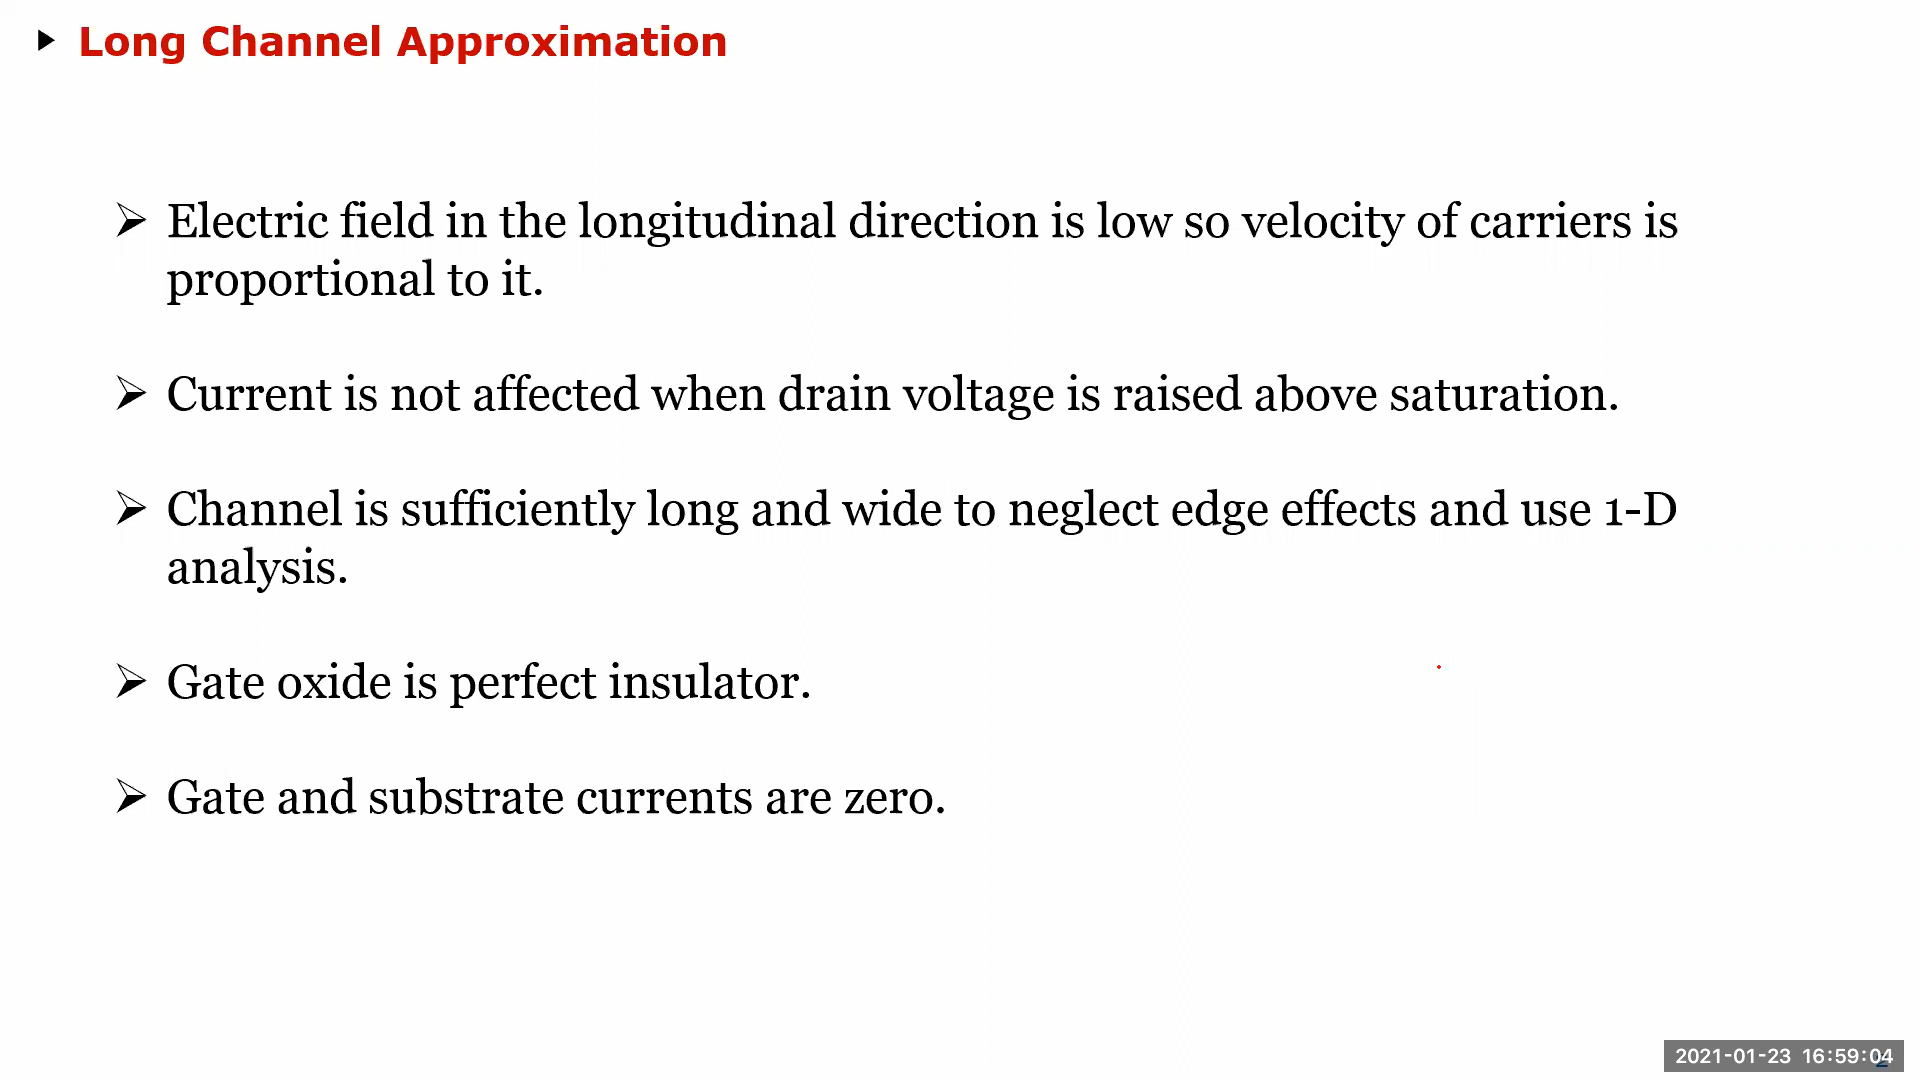 Long Channel Approximation
Electric field in the longitudinal direction is low so velocity of carriers is
proportional to it.
Current is not affected when drain voltage is raised above saturation.
Channel is sufficiently long and wide to neglect edge effects and use 1-D
analysis.
Gate oxide is perfect insulator.
Gate and substrate currents are zero.
2021-01-23 16:59:04
2